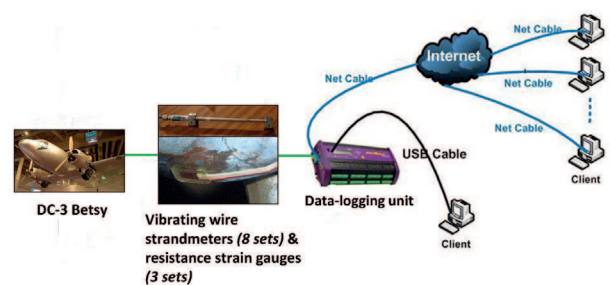 Net Cable
Internet
Net Cable
Net Cable
Net Cable
USB Cable
Client
DC-3 Betsy
Vibrating wire
strandmeters (8 sets) &
resistance strain gauges
(3 sets)
Data-logging unit
Client